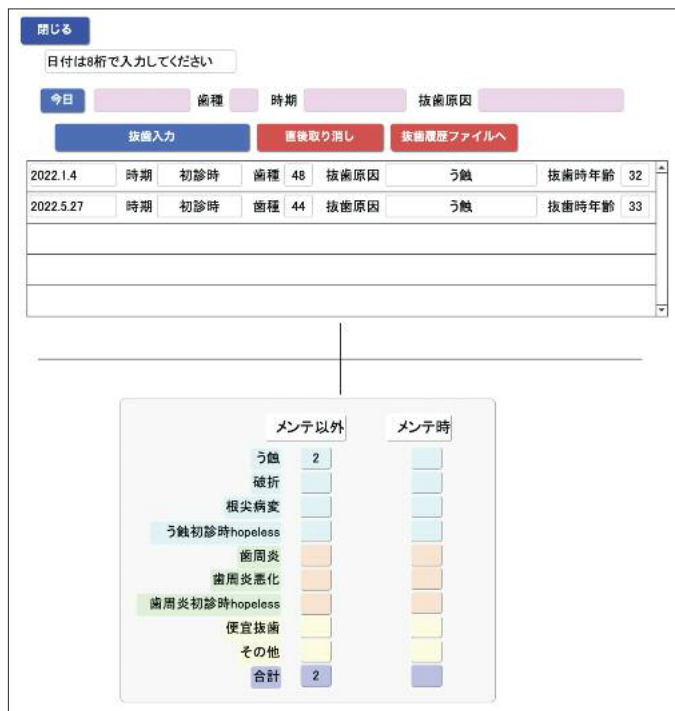 閉じる
日付は8桁で入力してください
今日 歯種 時期 抜歯原因
抜歯入力 直後取り消し 抜歯履歴ファイルへ
2022.1.4 時期 初診時 歯種 48 抜歯原因 う蝕 抜歯時年齢 32
2022.5.27 時期 初診時 歯種 44 抜歯原因 う蝕 抜歯時年齢 33
メンテ以外 メンテ時
う蝕 2
破折
根尖病変
う蝕初診時hopeless
歯周炎
歯周炎悪化
歯周炎初診時hopeless
便宜抜歯
その他
合計 2